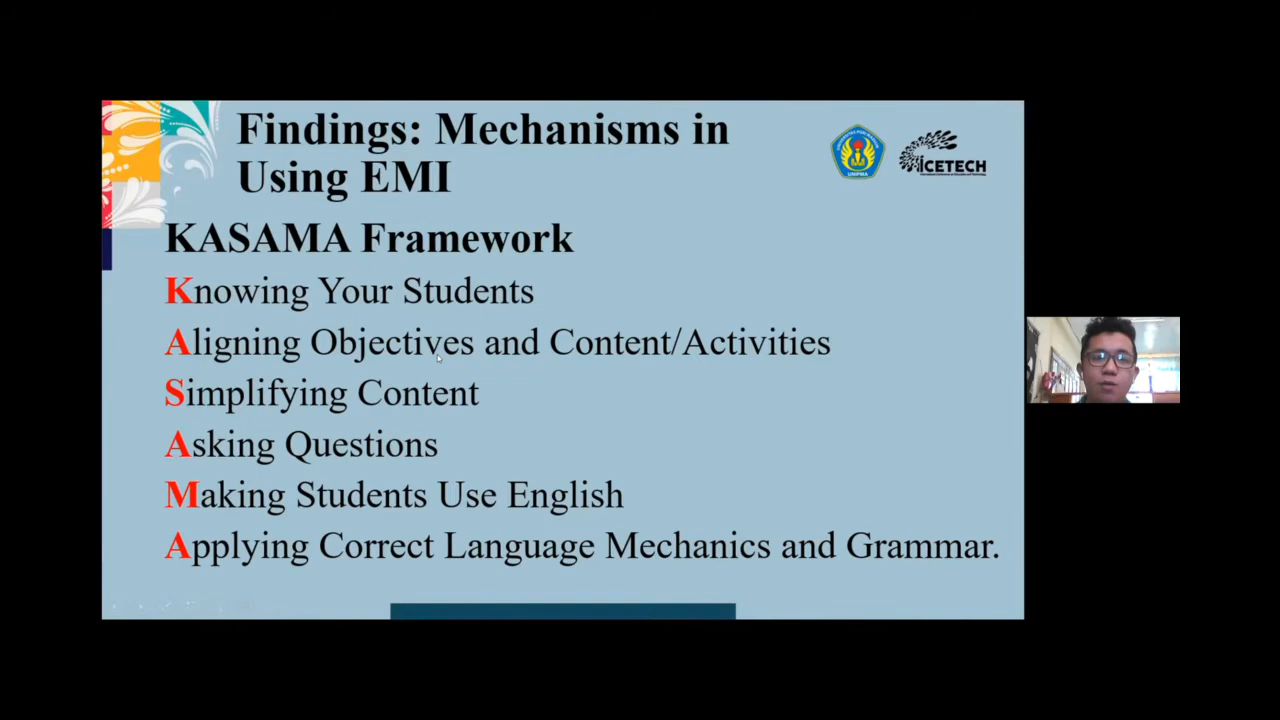 Findings: Mechanisms in
Using EMI
UNIPMA
ICETECH
KASAMA Framework
Knowing Your Students
Aligning Objectives and Content/Activities
Simplifying Content
Asking Questions
Making Students Use English
Applying Correct Language Mechanics and Grammar.